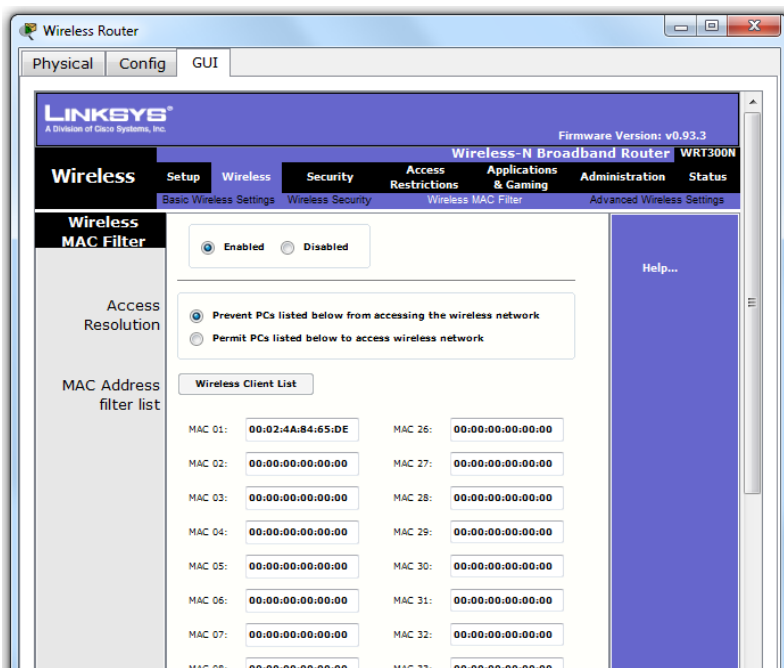 Wireless Router
Physical Config GUI
LINKSYS®
A Division of Cisco Systems, Inc.
Firmware Version: v0.93.3
Wireless-N Broadband Router WRT300N
Wireless
Setup Wireless Security Access Restrictions Applications & Gaming Administration Status
Basic Wireless Settings Wireless Security Wireless MAC Filter Advanced Wireless Settings
Wireless
MAC Filter
Enabled Disabled
Help...
Access
Resolution
Prevent PCs listed below from accessing the wireless network
Permit PCs listed below to access wireless network
MAC Address
filter list
Wireless Client List
MAC 01: 00:02:4A:84:65:DE MAC 26: 00:00:00:00:00:00
MAC 02: 00:00:00:00:00:00 MAC 27: 00:00:00:00:00:00
MAC 03: 00:00:00:00:00:00 MAC 28: 00:00:00:00:00:00
MAC 04: 00:00:00:00:00:00 MAC 29: 00:00:00:00:00:00
MAC 05: 00:00:00:00:00:00 MAC 30: 00:00:00:00:00:00
MAC 06: 00:00:00:00:00:00 MAC 31: 00:00:00:00:00:00
MAC 07: 00:00:00:00:00:00 MAC 32: 00:00:00:00:00:00